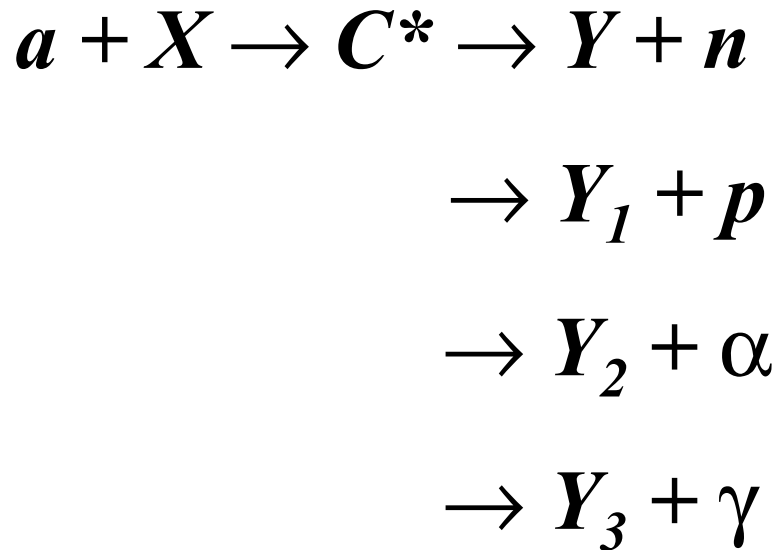 a + X → C* → Y + n
→ Y₁ + p
→ Y₂ + α
→ Y₃ + γ